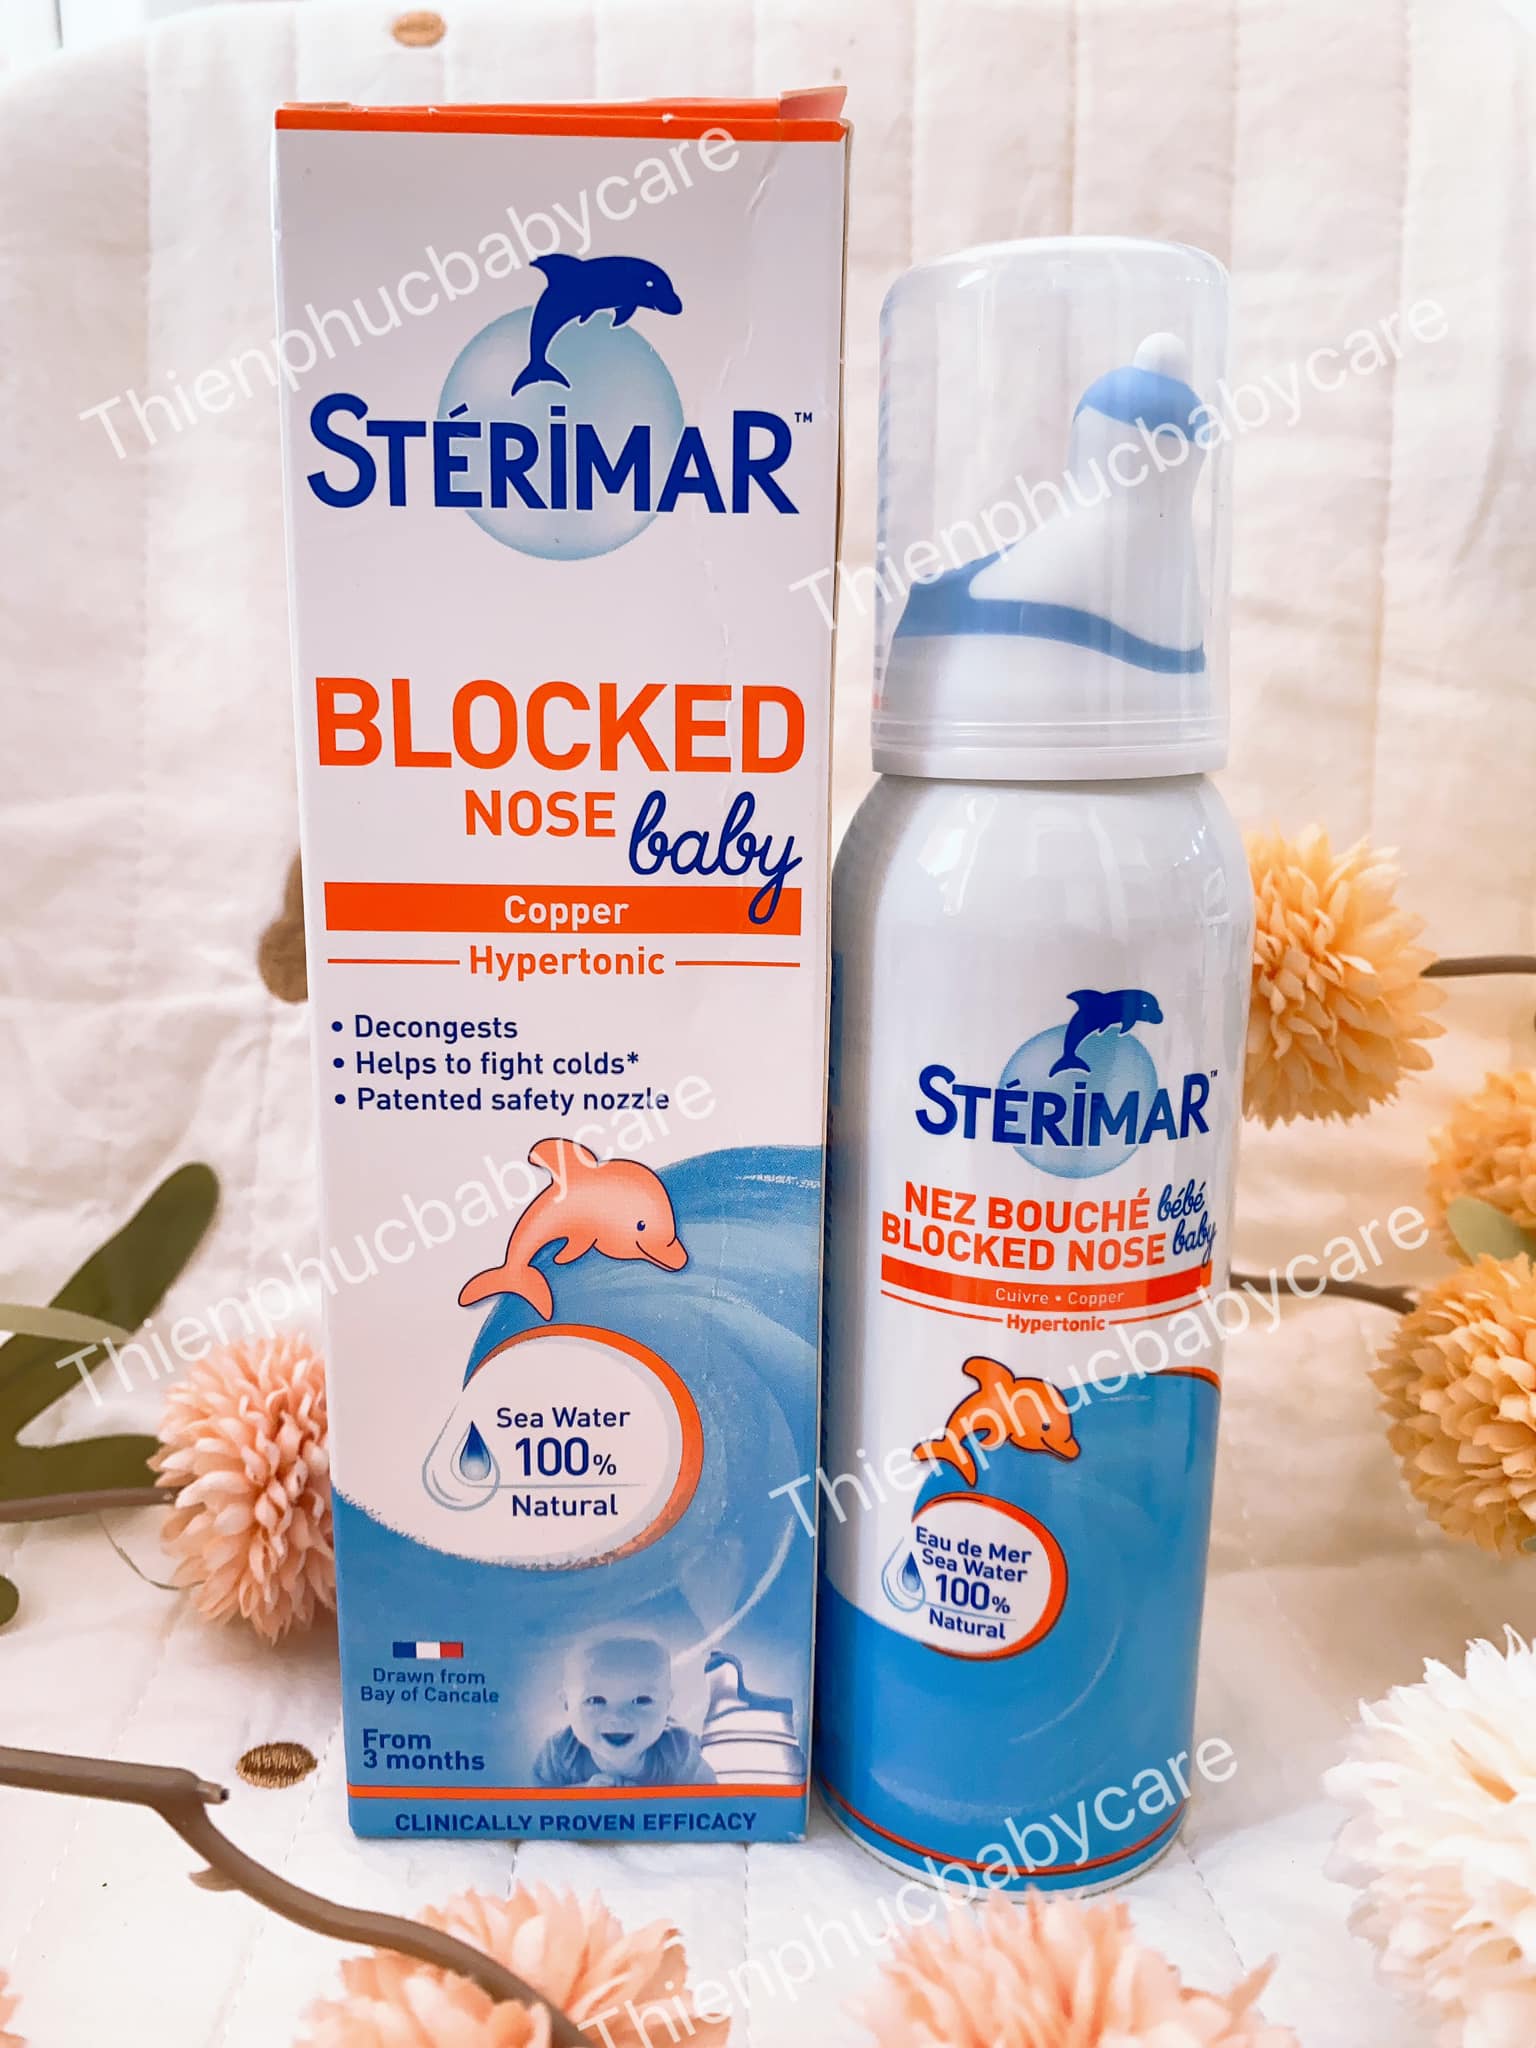 Thienphucbabycare
STÉRIMAR™
BLOCKED
NOSE baby
Copper
Hypertonic
• Decongests
• Helps to fight colds*
• Patented safety nozzle
Thienphucbabycare
Sea Water
100%
Natural
Drawn from
Bay of Cancale
From
3 months
CLINICALLY PROVEN EFFICACY
Thienphucbabycare
STÉRIMAR™
NEZ BOUCHÉ bébé
BLOCKED NOSE baby
Cuivre • Copper
Hypertonic
Thienphucbabycare
Eau de Mer
Sea Water
100%
Natural
Thienphucbabycare